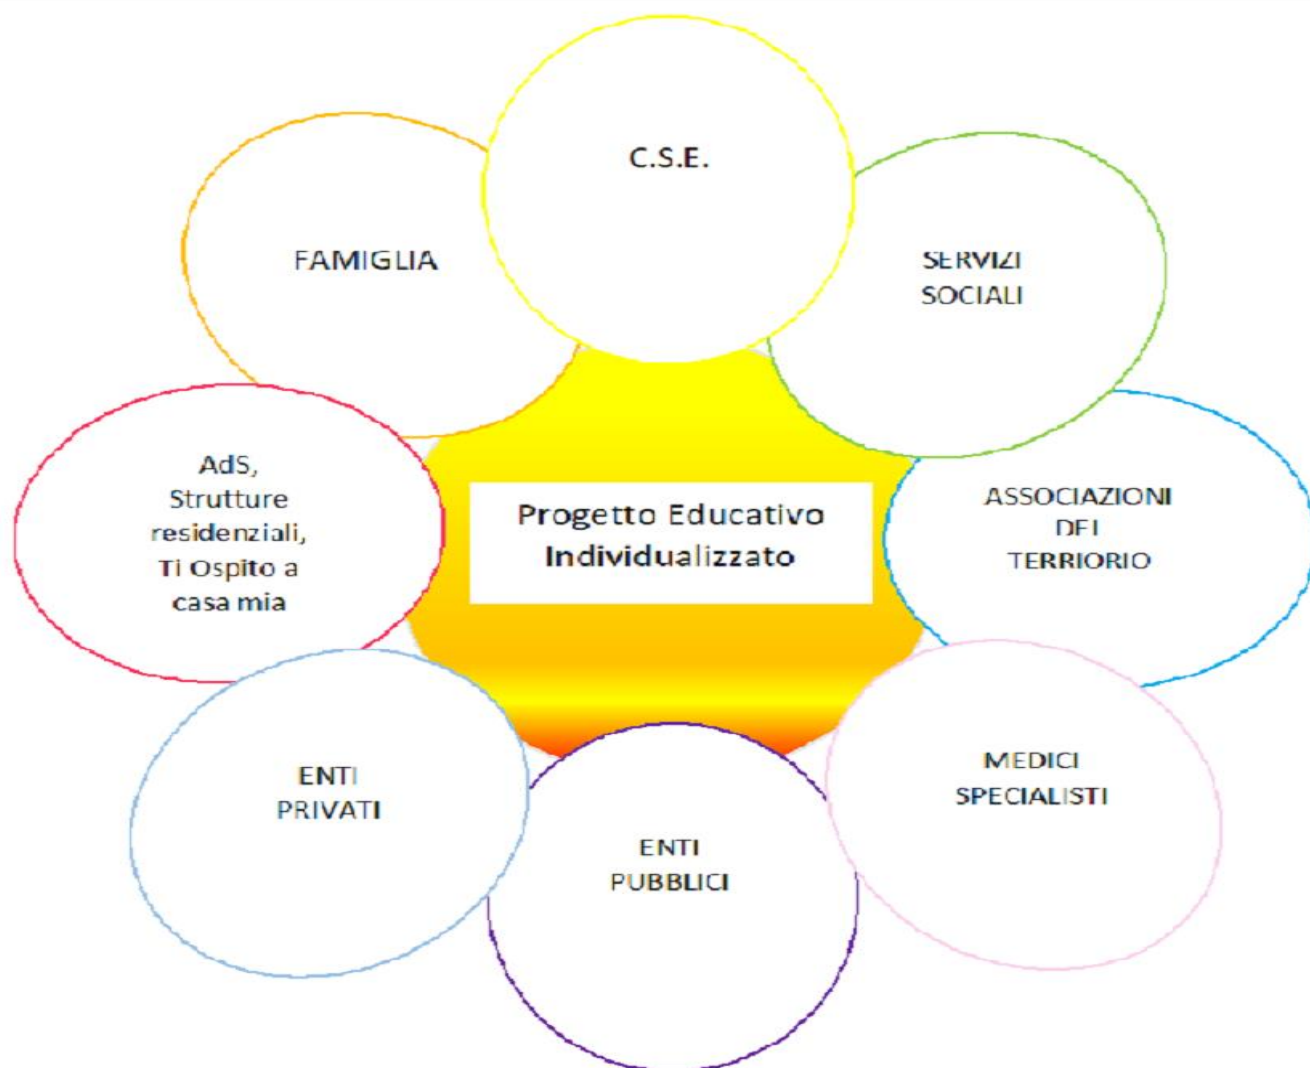 C.S.E.
FAMIGLIA
SERVIZI
SOCIALI
AdS,
Strutture
residenziali,
Ti Ospito a
casa mia
Progetto Educativo
Individualizzato
ASSOCIAZIONI
DEI
TERRIORIO
ENTI
PRIVATI
MEDICI
SPECIALISTI
ENTI
PUBBLICI